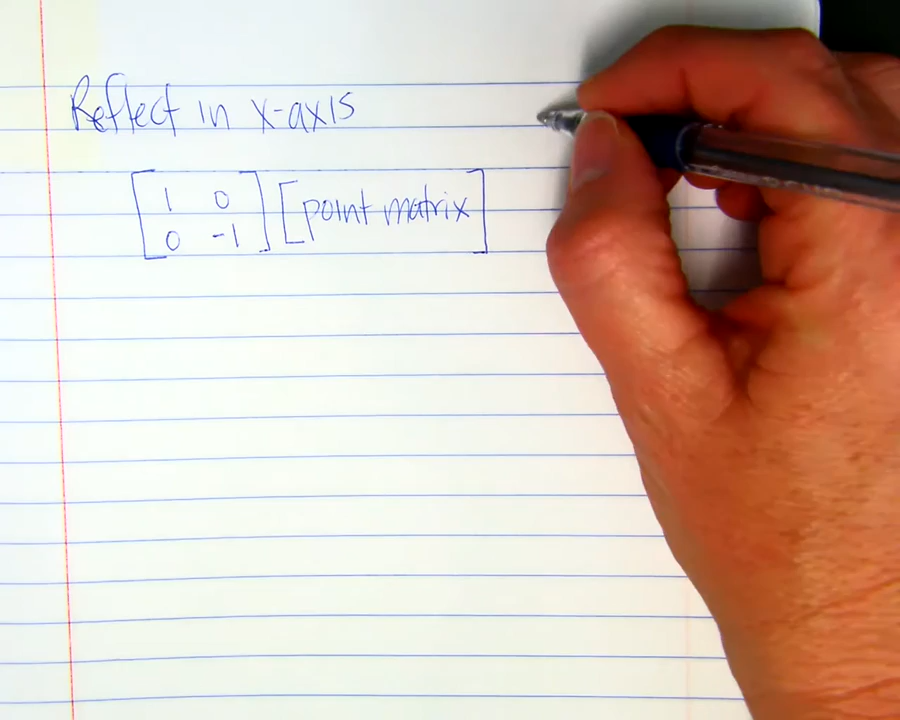 Reflect in x-axis
[1 0
0 -1] [point matrix]